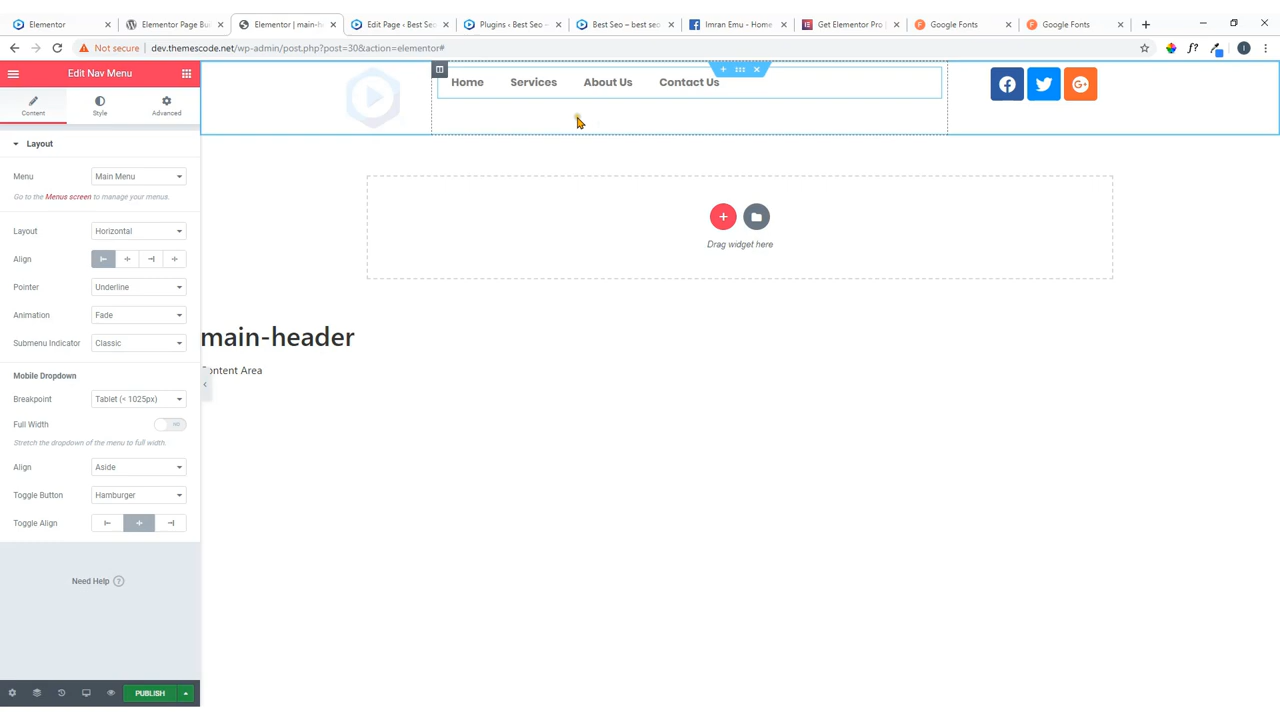 Elementor
Elementor Page Bu
Elementor | main-h
Edit Page ‹ Best Seo
Plugins ‹ Best Seo –
Best Seo – best seo
Imran Emu - Home
Get Elementor Pro |
Google Fonts
Google Fonts
Not secure | dev.themescode.net/wp-admin/post.php?post=30&action=elementor#
f?
I
Edit Nav Menu
Content
Style
Advanced
Layout
Menu
Main Menu
Go to the Menus screen to manage your menus.
Layout
Horizontal
Align
Pointer
Underline
Animation
Fade
Submenu Indicator
Classic
Mobile Dropdown
Breakpoint
Tablet (< 1025px)
Full Width
NO
Stretch the dropdown of the menu to full width.
Align
Aside
Toggle Button
Hamburger
Toggle Align
Need Help ?
PUBLISH
Home
Services
About Us
Contact Us
Drag widget here
main-header
ontent Area